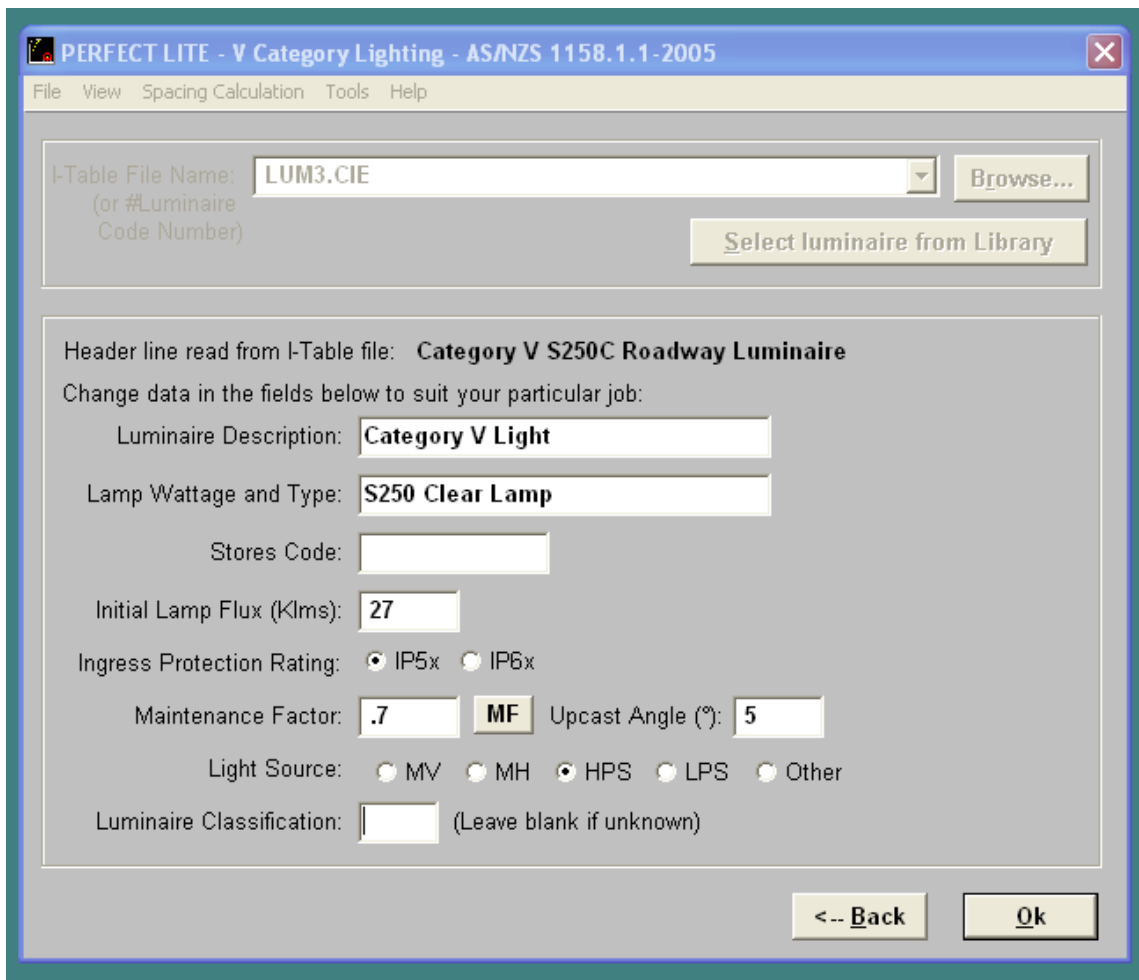 PERFECT LITE - V Category Lighting - AS/NZS 1158.1.1-2005
File View Spacing Calculation Tools Help
I-Table File Name: LUM3.CIE Browse...
(or #Luminaire
Code Number)
Select luminaire from Library
Header line read from I-Table file: Category V S250C Roadway Luminaire
Change data in the fields below to suit your particular job:
Luminaire Description: Category V Light
Lamp Wattage and Type: S250 Clear Lamp
Stores Code:
Initial Lamp Flux (Klms): 27
Ingress Protection Rating: IP5x IP6x
Maintenance Factor: .7 MF Upcast Angle (°): 5
Light Source: MV MH HPS LPS Other
Luminaire Classification: (Leave blank if unknown)
<-- Back Ok